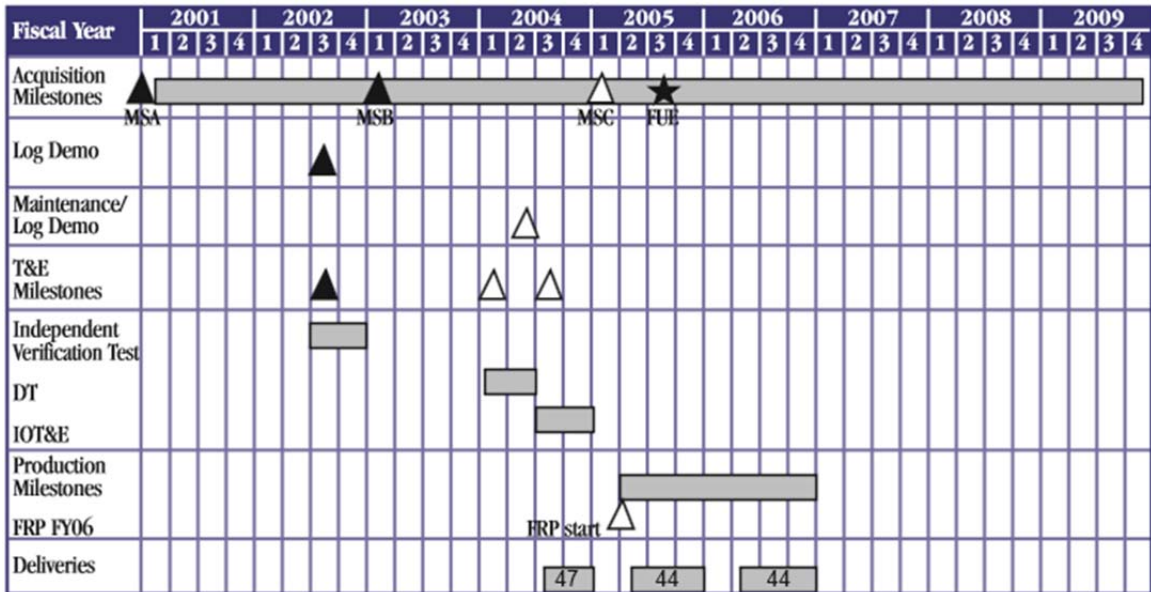 Fiscal Year 2001 2002 2003 2004 2005 2006 2007 2008 2009
1 2 3 4 1 2 3 4 1 2 3 4 1 2 3 4 1 2 3 4 1 2 3 4 1 2 3 4 1 2 3 4 1 2 3 4
Acquisition
Milestones
MSA MSB MSC FUE
Log Demo
Maintenance/
Log Demo
T&E
Milestones
Independent
Verification Test
DT
IOT&E
Production
Milestones
FRP FY06 FRP start
Deliveries
47 44 44